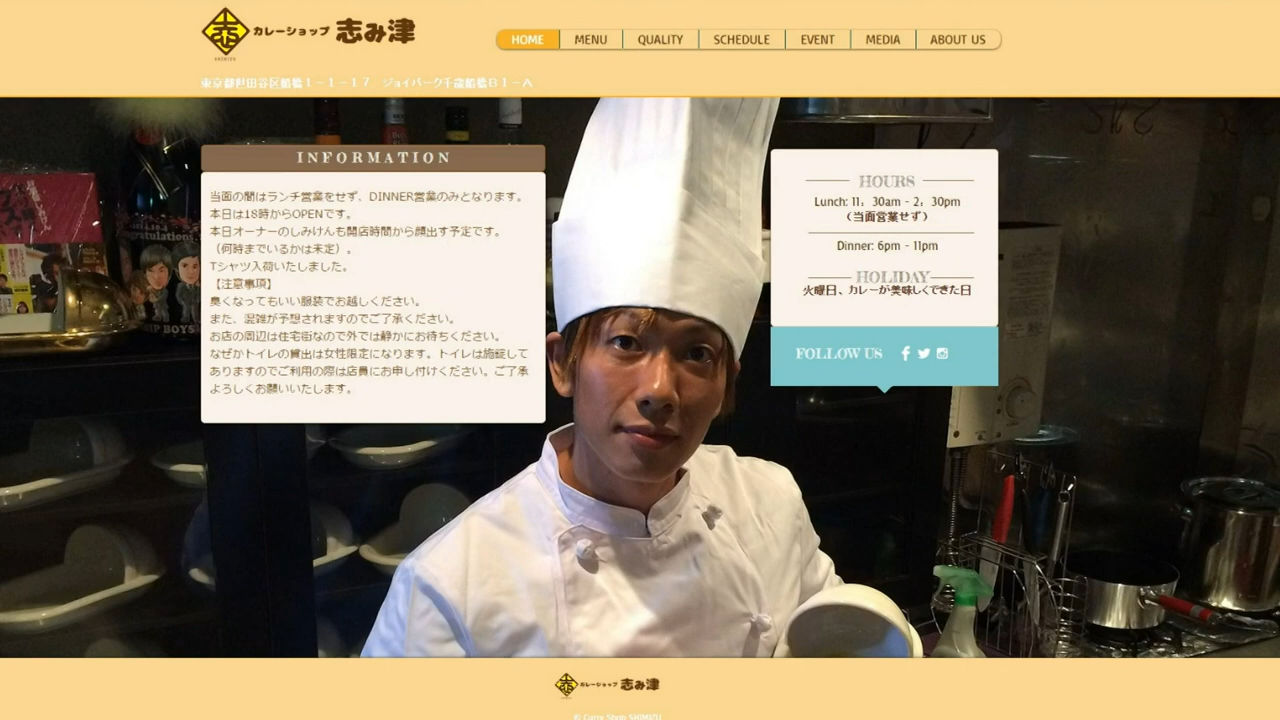 カレーショップ 志み津
SHIMIZU
HOME MENU QUALITY SCHEDULE EVENT MEDIA ABOUT US
東京都世田谷区船橋１－１－１７ ジョイパーク千歳船橋Ｂ１－Ａ
INFORMATION
当面の間はランチ営業をせず、DINNER営業のみとなります。
本日は18時からOPENです。
本日オーナーのしみけんも開店時間から顔出す予定です。
（何時までいるかは未定）。
Tシャツ入荷いたしました。
【注意事項】
臭くなってもいい服装でお越しください。
また、混雑が予想されますのでご了承ください。
お店の周辺は住宅街なので外では静かにお待ちください。
なぜかトイレの貸出は女性限定になります。トイレは施錠して
ありますのでご利用の際は店員にお申し付けください。ご了承
よろしくお願いいたします。
HOURS
Lunch: 11：30am - 2：30pm
（当面営業せず）
Dinner: 6pm - 11pm
HOLIDAY
火曜日、カレーが美味しくできた日
FOLLOW US
カレーショップ 志み津
© Curry Shop SHIMIZU